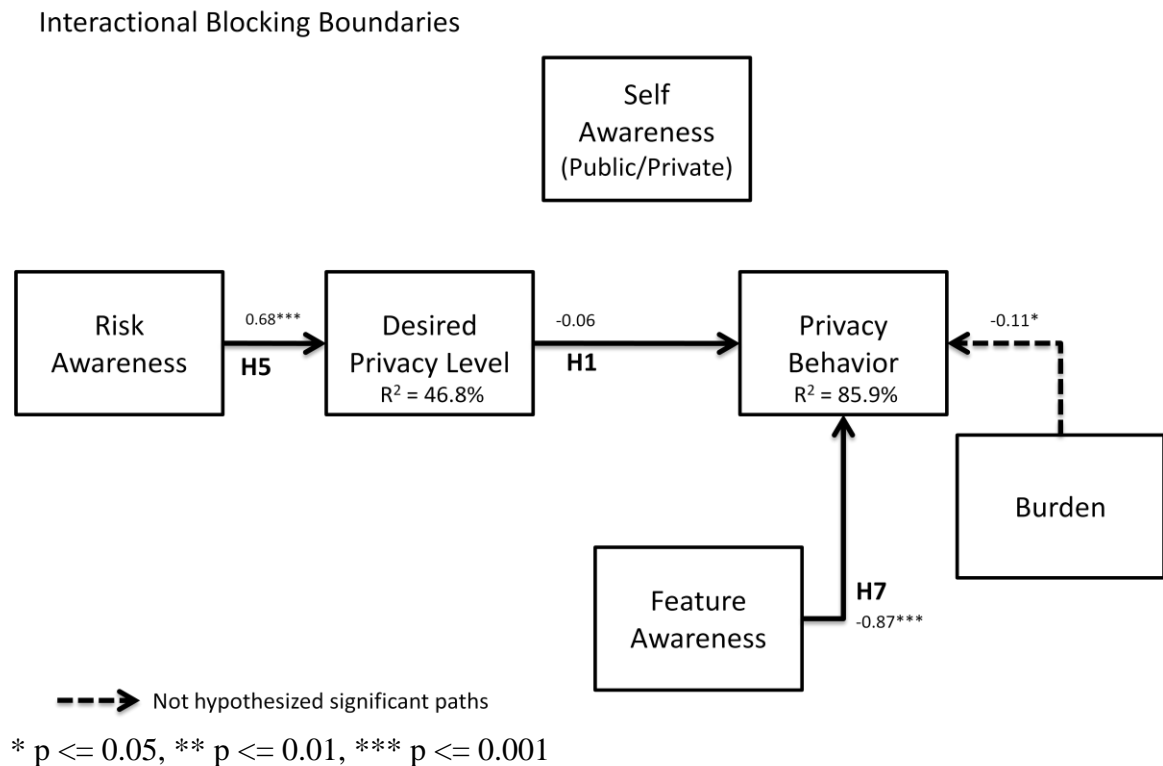 Interactional Blocking Boundaries
Self
Awareness
(Public/Private)
Risk
Awareness
0.68***
H5
Desired
Privacy Level
R² = 46.8%
-0.06
H1
Privacy
Behavior
R² = 85.9%
-0.11*
Burden
Feature
Awareness
H7
-0.87***
Not hypothesized significant paths
* p <= 0.05, ** p <= 0.01, *** p <= 0.001